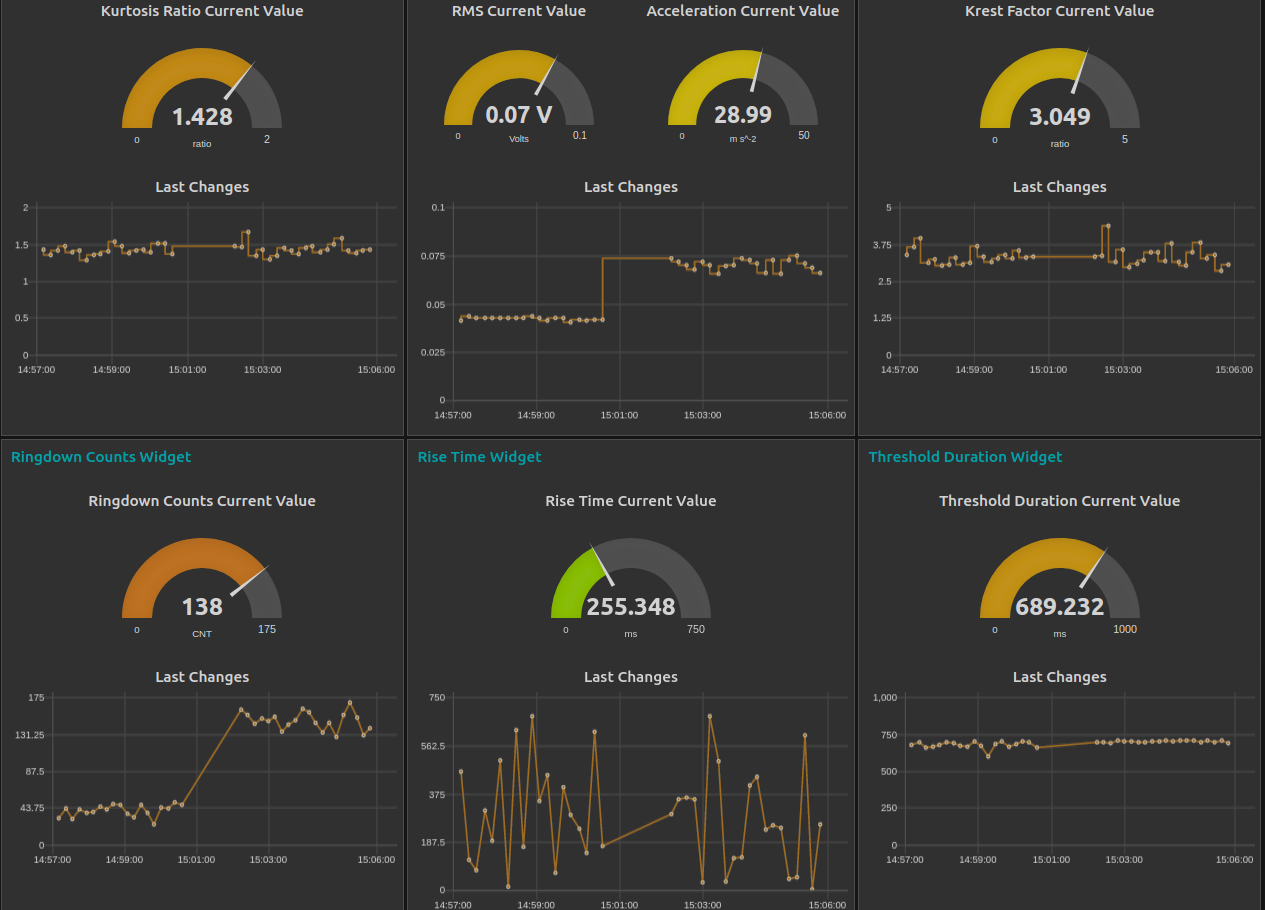 Kurtosis Ratio Current Value
1.428
0
2
ratio
Last Changes
2
1.5
1
0.5
0
14:57:00 14:59:00 15:01:00 15:03:00 15:06:00
RMS Current Value
0.07 V
0
0.1
Volts
Acceleration Current Value
28.99
0
50
m s^-2
Last Changes
0.1
0.075
0.05
0.025
0
14:57:00 14:59:00 15:01:00 15:03:00 15:06:00
Krest Factor Current Value
3.049
0
5
ratio
Last Changes
5
3.75
2.5
1.25
0
14:57:00 14:59:00 15:01:00 15:03:00 15:06:00
Ringdown Counts Widget
Ringdown Counts Current Value
138
0
175
CNT
Last Changes
175
131.25
87.5
43.75
0
14:57:00 14:59:00 15:01:00 15:03:00 15:06:00
Rise Time Widget
Rise Time Current Value
255.348
0
750
ms
Last Changes
750
562.5
375
187.5
0
14:57:00 14:59:00 15:01:00 15:03:00 15:06:00
Threshold Duration Widget
Threshold Duration Current Value
689.232
0
1000
ms
Last Changes
1,000
750
500
250
0
14:57:00 14:59:00 15:01:00 15:03:00 15:06:00